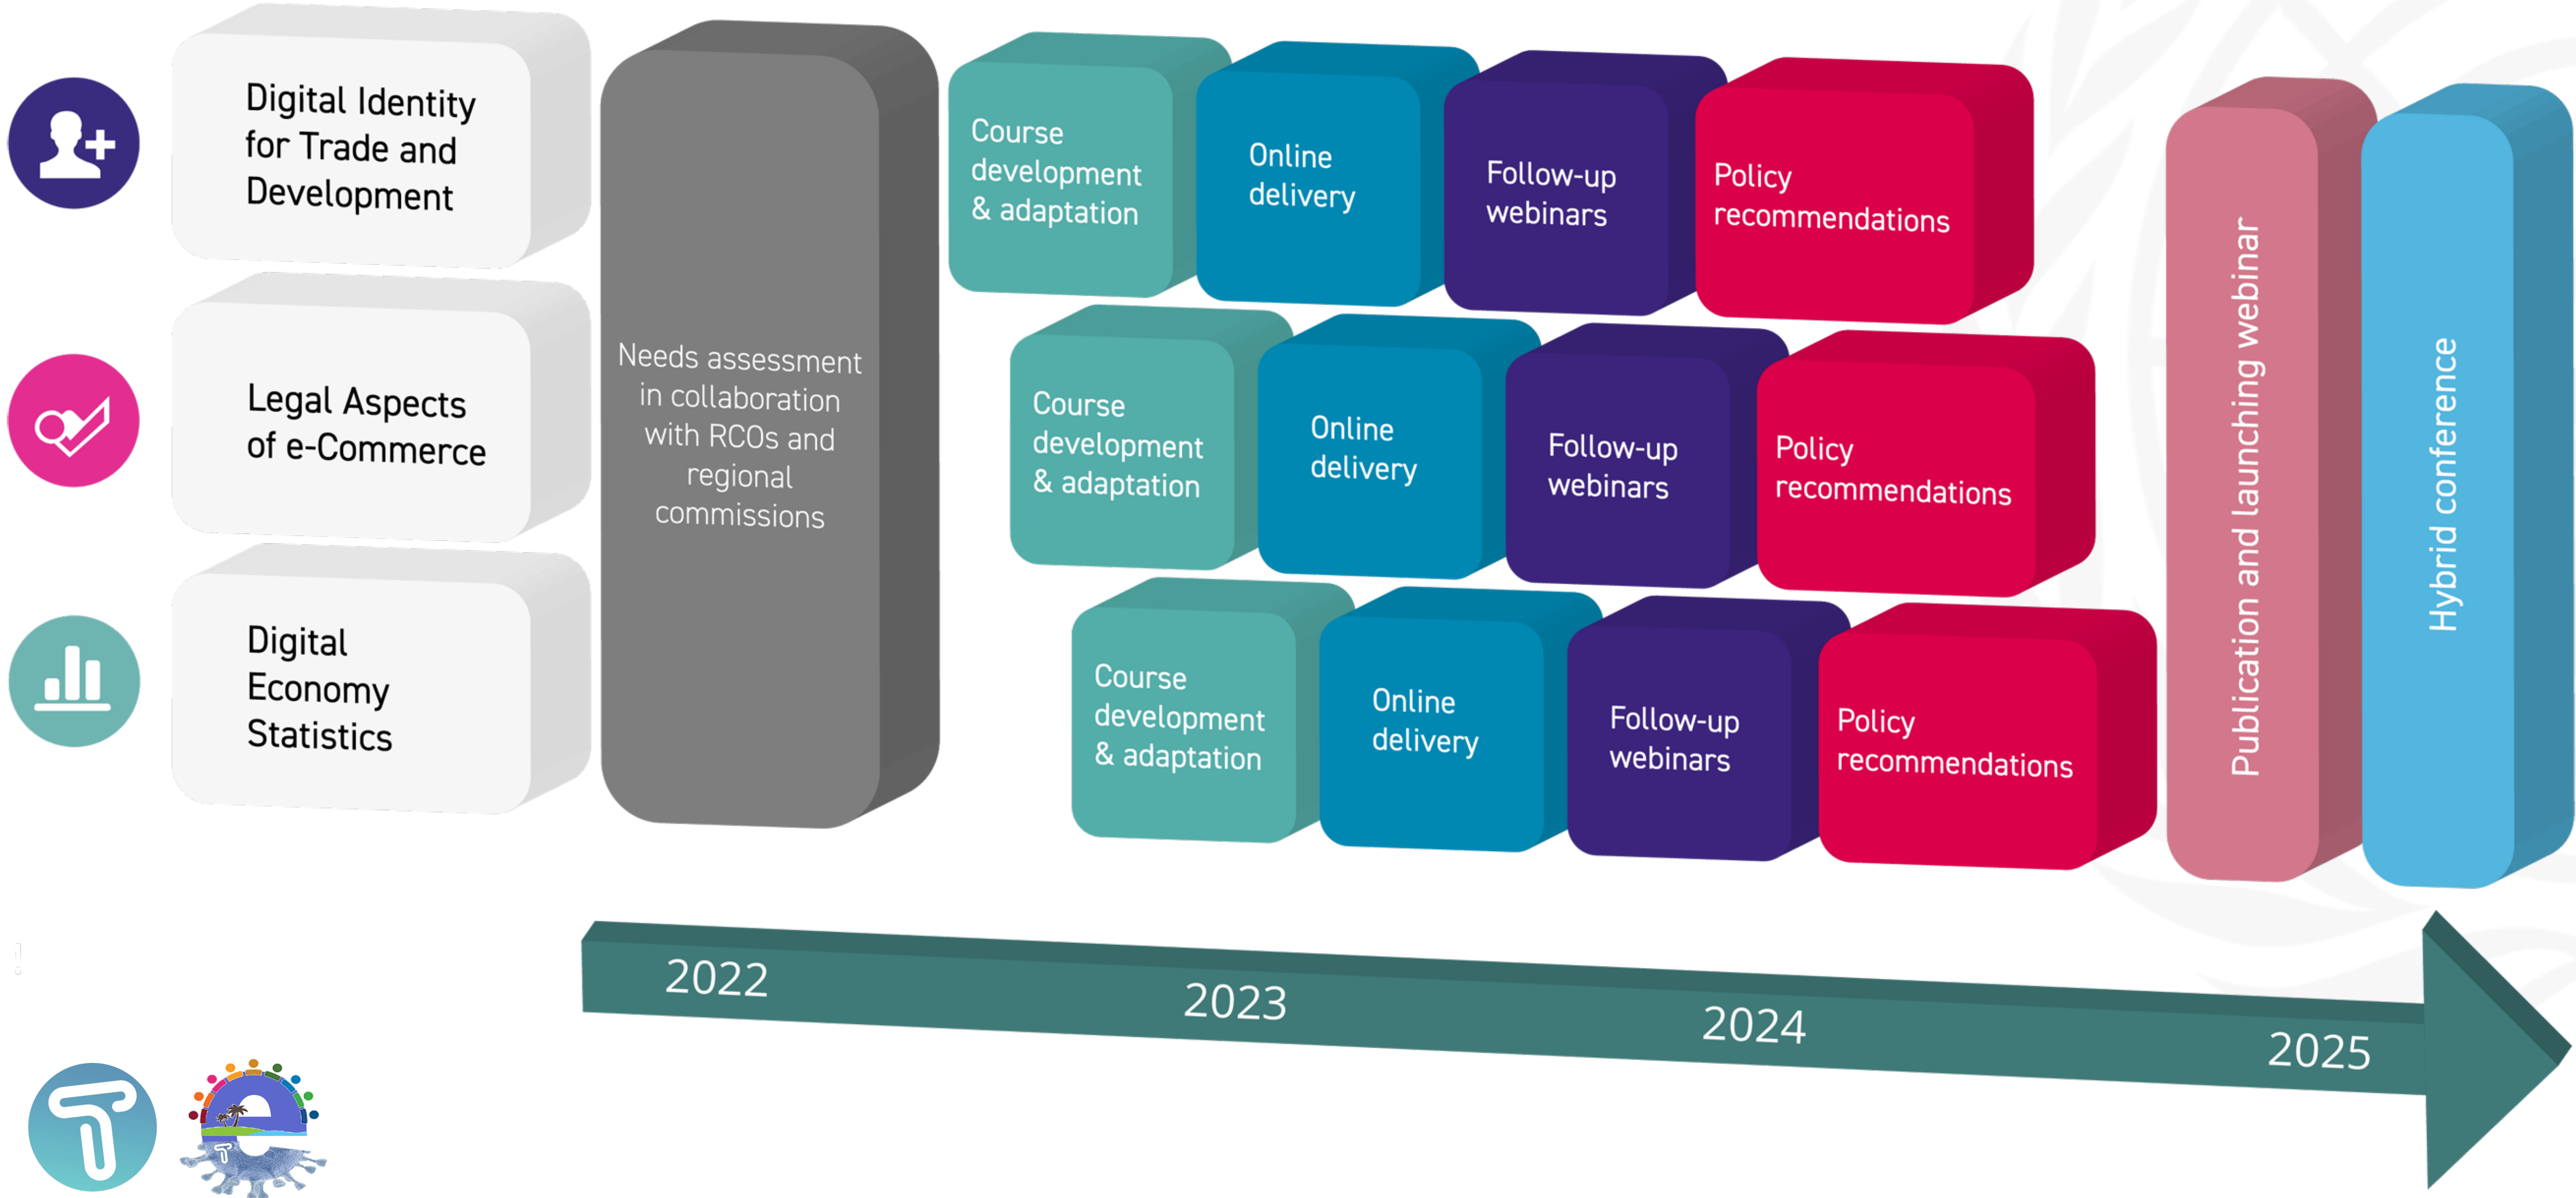 Digital Identity
for Trade and
Development
Legal Aspects
of e-Commerce
Digital
Economy
Statistics
Needs assessment
in collaboration
with RCOs and
regional
commissions
Course
development
& adaptation
Online
delivery
Follow-up
webinars
Policy
recommendations
Course
development
& adaptation
Online
delivery
Follow-up
webinars
Policy
recommendations
Course
development
& adaptation
Online
delivery
Follow-up
webinars
Policy
recommendations
Publication and launching webinar
Hybrid conference
!
2022
2023
2024
2025
T
e
T